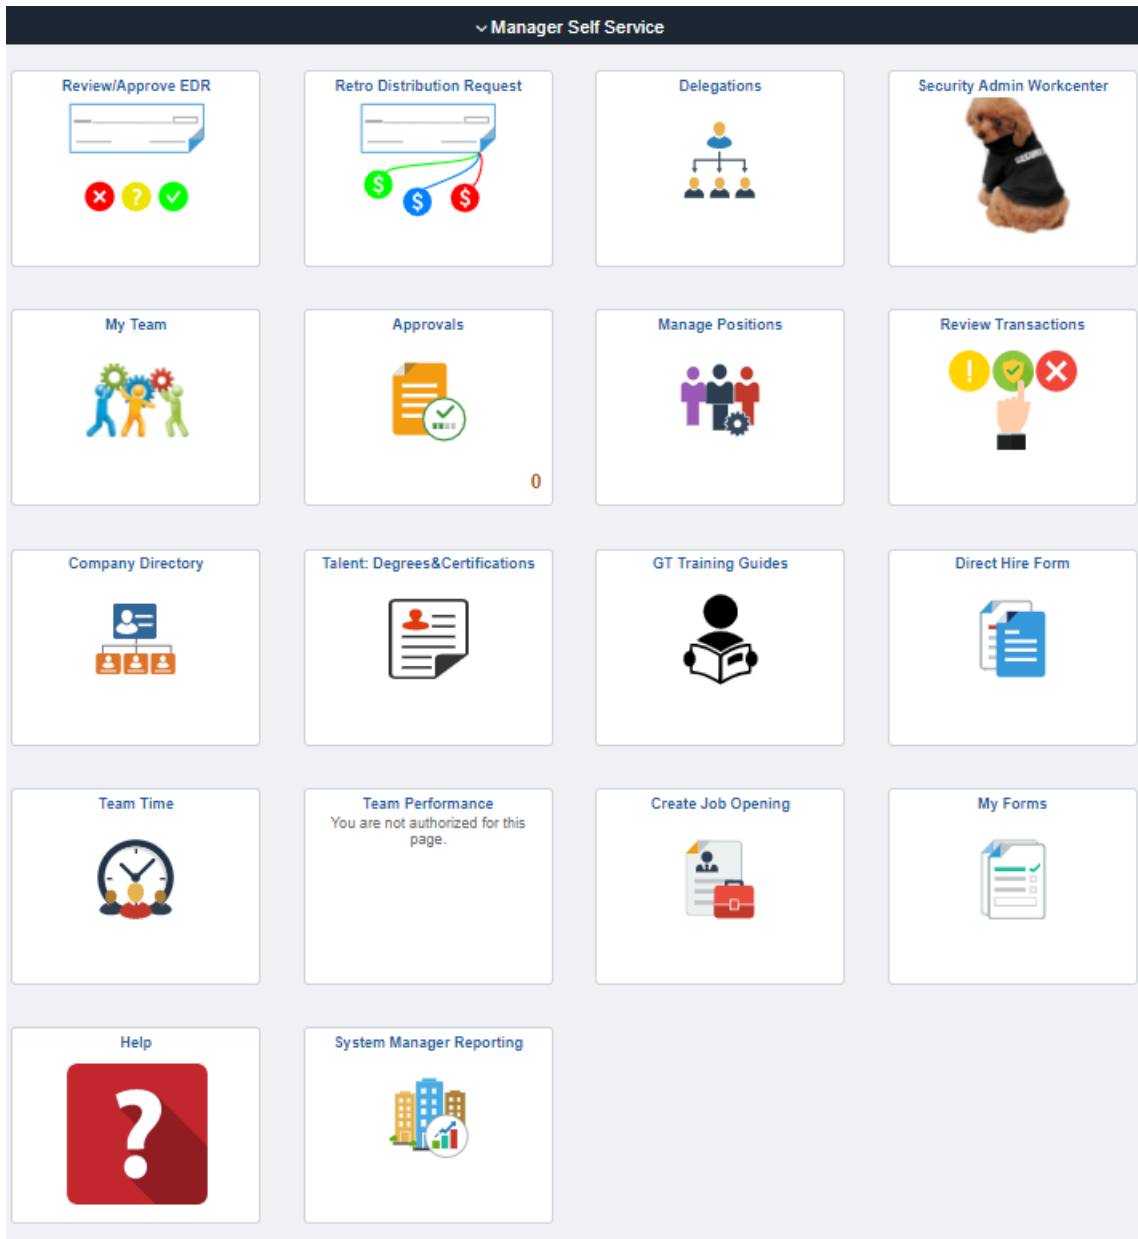 Manager Self Service
Review/Approve EDR
Retro Distribution Request
Delegations
Security Admin Workcenter
SECURITY
My Team
Approvals
0
Manage Positions
Review Transactions
Company Directory
Talent: Degrees&Certifications
GT Training Guides
Direct Hire Form
Team Time
Team Performance
You are not authorized for this
page.
Create Job Opening
My Forms
Help
System Manager Reporting